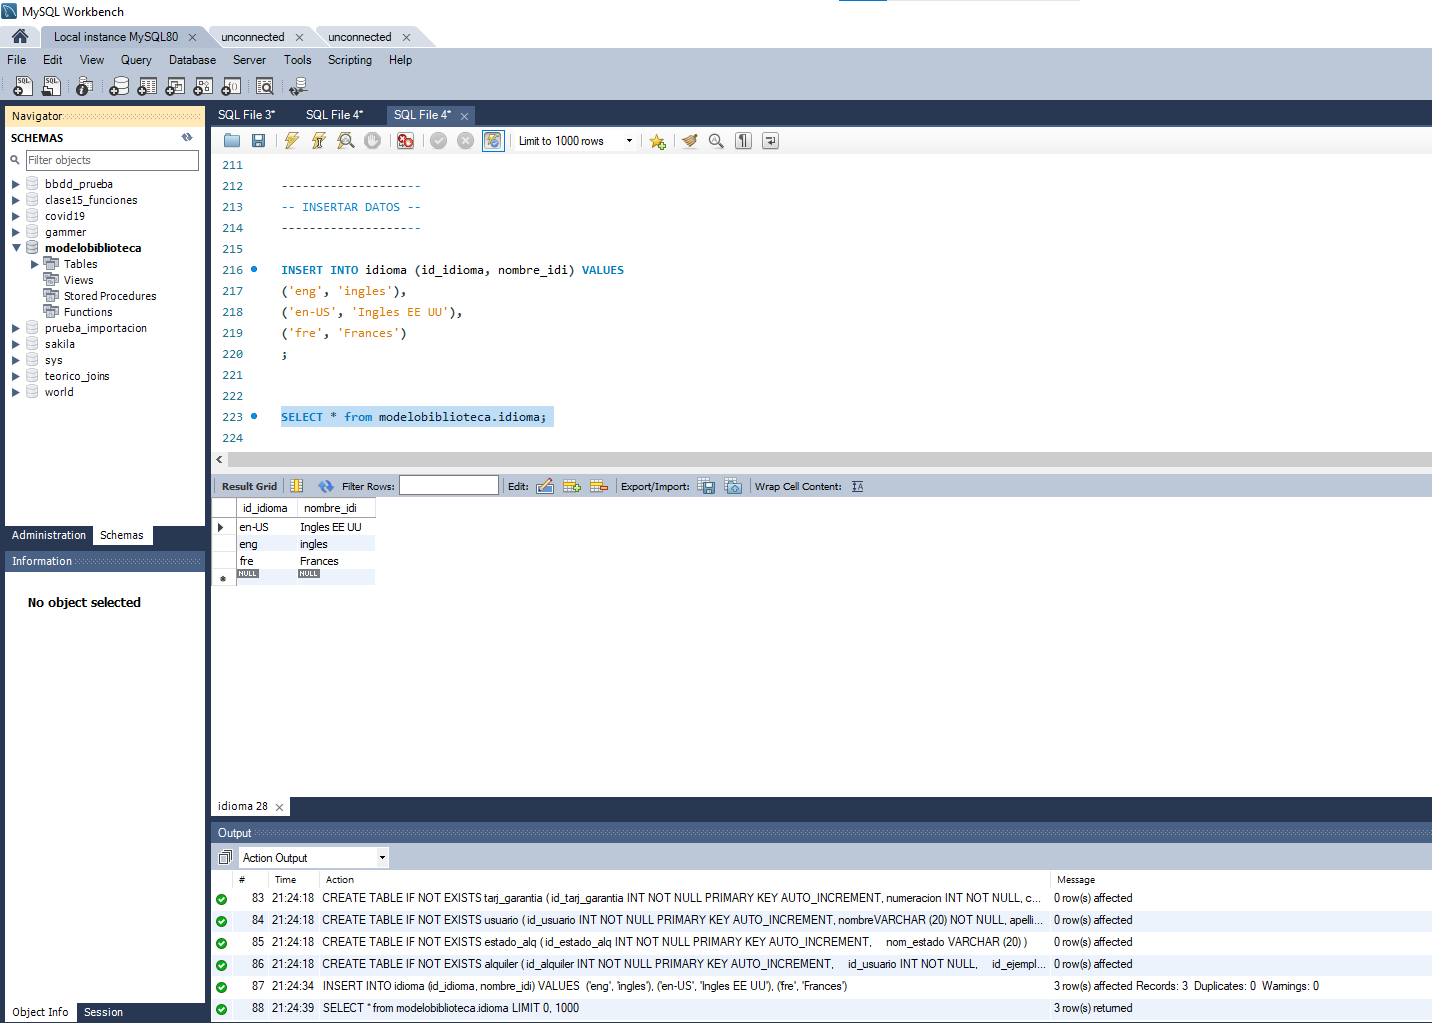 MySQL Workbench
Local instance MySQL80
unconnected
unconnected
File Edit View Query Database Server Tools Scripting Help
Navigator
SCHEMAS
Filter objects
bbdd_prueba
clase15_funciones
covid19
gammer
modelobiblioteca
Tables
Views
Stored Procedures
Functions
prueba_importacion
sakila
sys
teorico_joins
world
Administration Schemas
Information
No object selected
Object Info Session
SQL File 3* SQL File 4* SQL File 4*
Limit to 1000 rows
211
212 --------------------
213 -- INSERTAR DATOS --
214 --------------------
215
216 INSERT INTO idioma (id_idioma, nombre_idi) VALUES
217 ('eng', 'ingles'),
218 ('en-US', 'Ingles EE UU'),
219 ('fre', 'Frances')
220 ;
221
222
223 SELECT * from modelobiblioteca.idioma;
224
Result Grid Filter Rows: Edit: Export/Import: Wrap Cell Content:
id_idioma nombre_idi
en-US Ingles EE UU
eng ingles
fre Frances
NULL NULL
idioma 28
Output
Action Output
# Time Action Message
83 21:24:18 CREATE TABLE IF NOT EXISTS tarj_garantia ( id_tarj_garantia INT NOT NULL PRIMARY KEY AUTO_INCREMENT, numeracion INT NOT NULL, c... 0 row(s) affected
84 21:24:18 CREATE TABLE IF NOT EXISTS usuario ( id_usuario INT NOT NULL PRIMARY KEY AUTO_INCREMENT, nombreVARCHAR (20) NOT NULL, apelli... 0 row(s) affected
85 21:24:18 CREATE TABLE IF NOT EXISTS estado_alq ( id_estado_alq INT NOT NULL PRIMARY KEY AUTO_INCREMENT, nom_estado VARCHAR (20) ) 0 row(s) affected
86 21:24:18 CREATE TABLE IF NOT EXISTS alquiler ( id_alquiler INT NOT NULL PRIMARY KEY AUTO_INCREMENT, id_usuario INT NOT NULL, id_ejempl... 0 row(s) affected
87 21:24:34 INSERT INTO idioma (id_idioma, nombre_idi) VALUES ('eng', 'ingles'), ('en-US', 'Ingles EE UU'), ('fre', 'Frances') 3 row(s) affected Records: 3 Duplicates: 0 Warnings: 0
88 21:24:39 SELECT * from modelobiblioteca.idioma LIMIT 0, 1000 3 row(s) returned